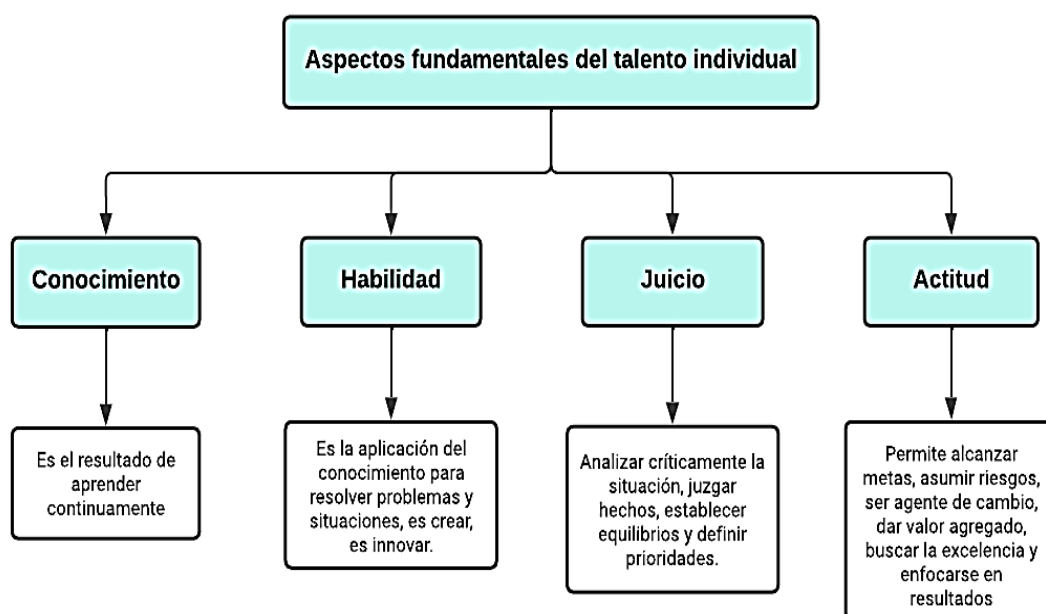 Aspectos fundamentales del talento individual
Conocimiento
Habilidad
Juicio
Actitud
Es el resultado de
aprender
continuamente
Es la aplicación del
conocimiento para
resolver problemas y
situaciones, es crear,
es innovar.
Analizar críticamente la
situación, juzgar
hechos, establecer
equilibrios y definir
prioridades.
Permite alcanzar
metas, asumir riesgos,
ser agente de cambio,
dar valor agregado,
buscar la excelencia y
enfocarse en
resultados